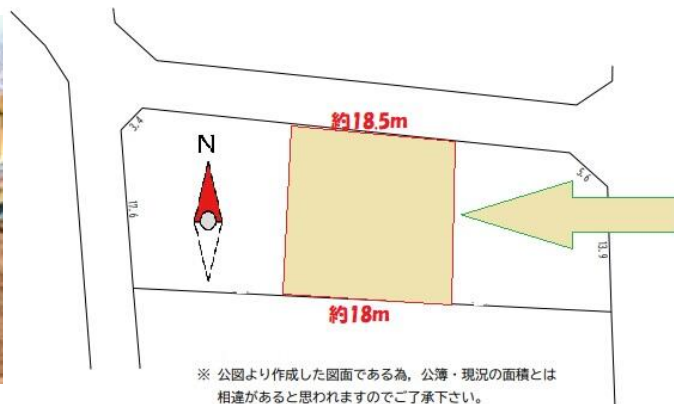 約18.5m
3.4
5.6
N
17.6
13.9
約18m
※ 公図より作成した図面である為，公簿・現況の面積とは
相違があると思われますのでご了承下さい。